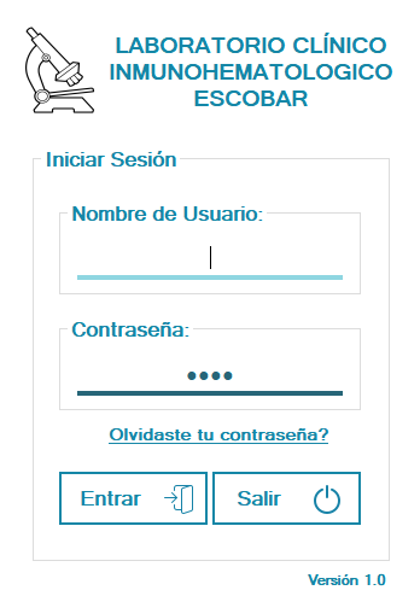 LABORATORIO CLÍNICO
INMUNOHEMATOLOGICO
ESCOBAR
Iniciar Sesión
Nombre de Usuario:
Contraseña:
••••
Olvidaste tu contraseña?
Entrar
Salir
Versión 1.0